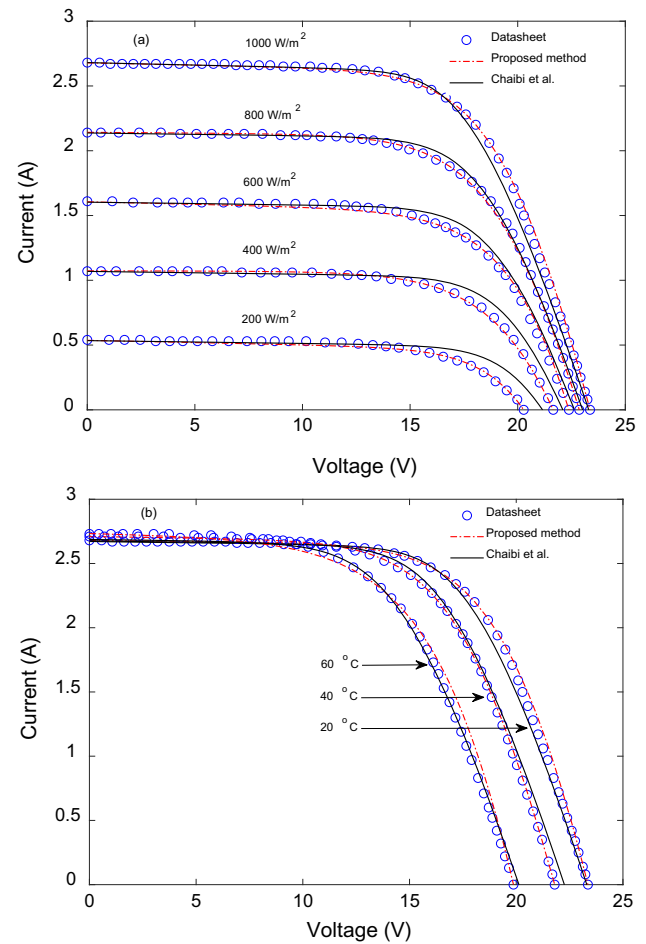 (a)
1000 W/m²
800 W/m²
600 W/m²
400 W/m²
200 W/m²
Datasheet
Proposed method
Chaibi et al.
3
2.5
2
1.5
1
0.5
0
0 5 10 15 20 25
Current (A)
Voltage (V)
(b)
Datasheet
Proposed method
Chaibi et al.
60 °C
40 °C
20 °C
3
2.5
2
1.5
1
0.5
0
0 5 10 15 20 25
Current (A)
Voltage (V)